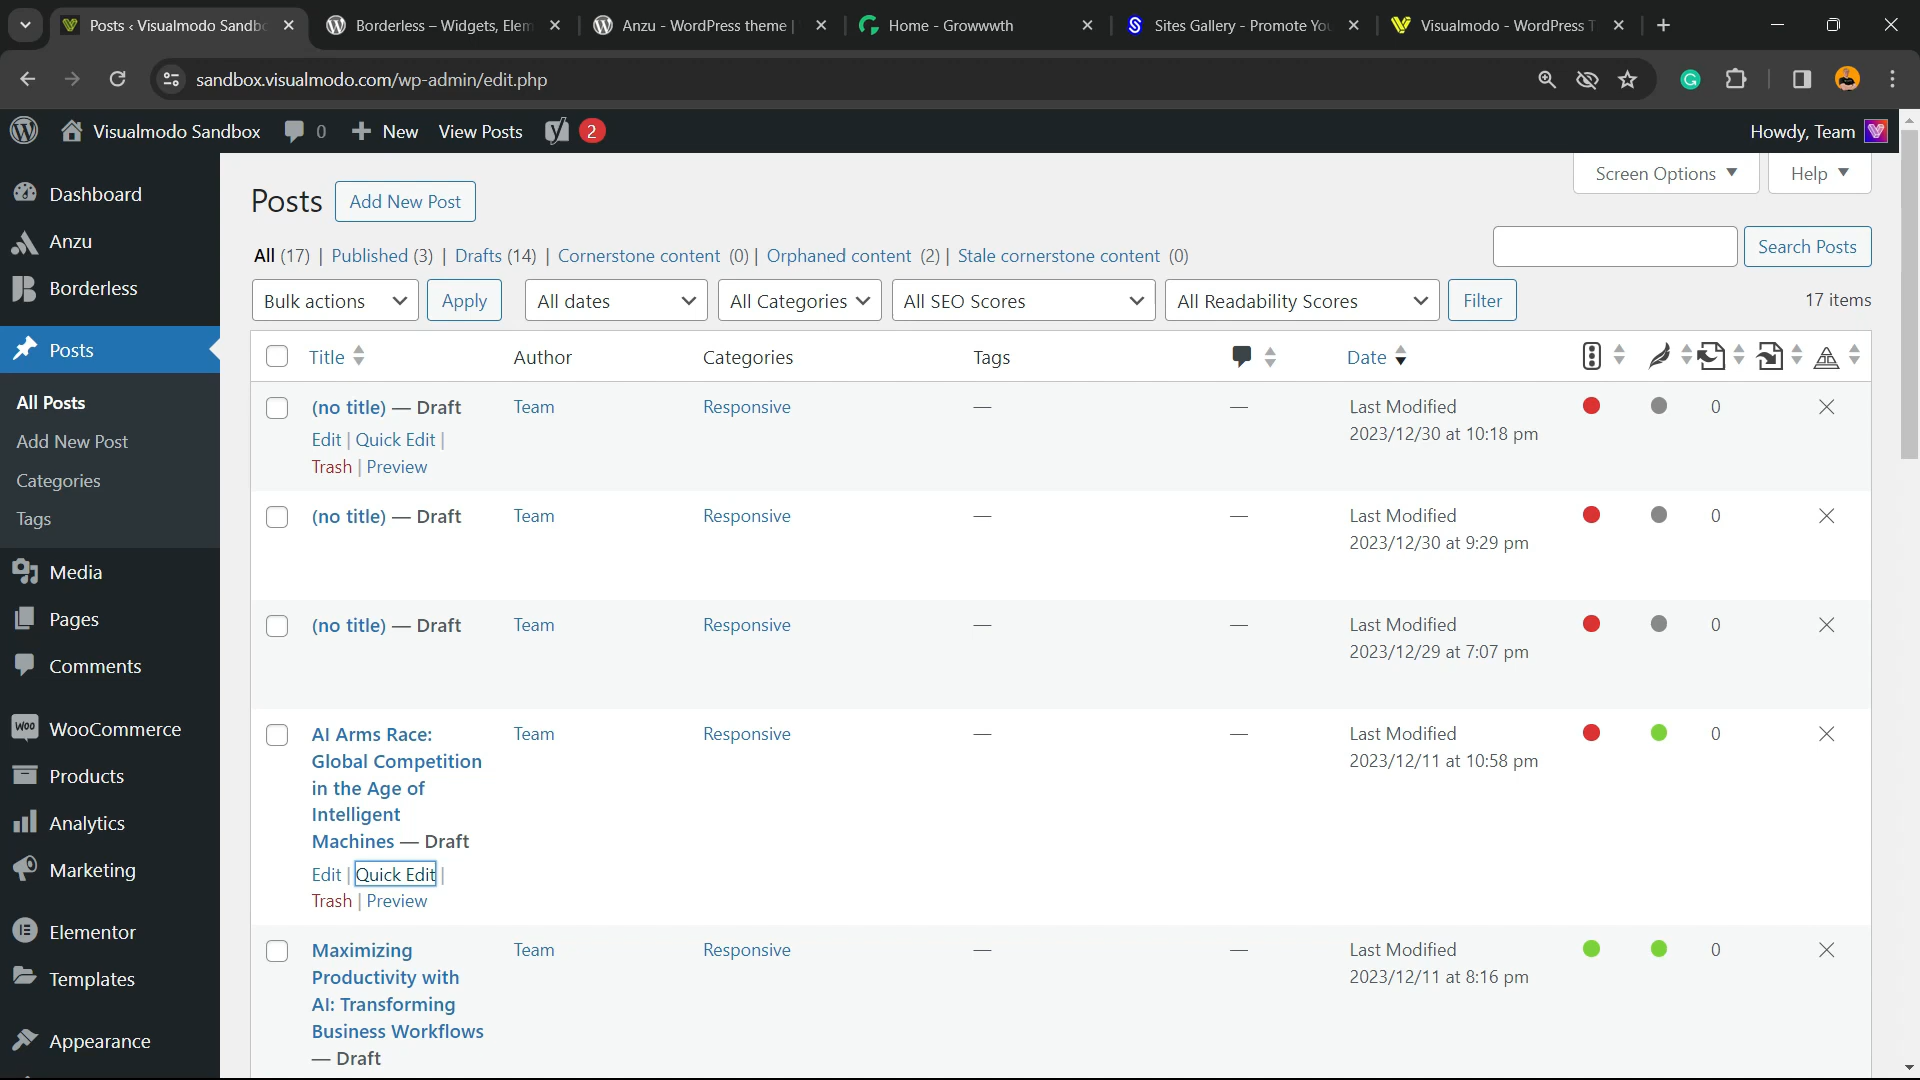 Posts ‹ Visualmodo Sandb
Borderless – Widgets, Elem
Anzu - WordPress theme |
Home - Growwwth
Sites Gallery - Promote Yo
Visualmodo - WordPress T
sandbox.visualmodo.com/wp-admin/edit.php
Visualmodo Sandbox 0 New View Posts 2
Howdy, Team
Dashboard
Anzu
Borderless
Posts
All Posts
Add New Post
Categories
Tags
Media
Pages
Comments
WooCommerce
Products
Analytics
Marketing
Elementor
Templates
Appearance
Screen Options Help
Posts Add New Post
All (17) | Published (3) | Drafts (14) | Cornerstone content (0) | Orphaned content (2) | Stale cornerstone content (0)
Search Posts
Bulk actions Apply All dates All Categories All SEO Scores All Readability Scores Filter 17 items
Title Author Categories Tags Date
(no title) — Draft Team Responsive — — Last Modified 0
2023/12/30 at 10:18 pm
Edit | Quick Edit |
Trash | Preview
(no title) — Draft Team Responsive — — Last Modified 0
2023/12/30 at 9:29 pm
(no title) — Draft Team Responsive — — Last Modified 0
2023/12/29 at 7:07 pm
AI Arms Race: Team Responsive — — Last Modified 0
Global Competition 2023/12/11 at 10:58 pm
in the Age of
Intelligent
Machines — Draft
Edit | Quick Edit |
Trash | Preview
Maximizing Team Responsive — — Last Modified 0
Productivity with 2023/12/11 at 8:16 pm
AI: Transforming
Business Workflows
— Draft